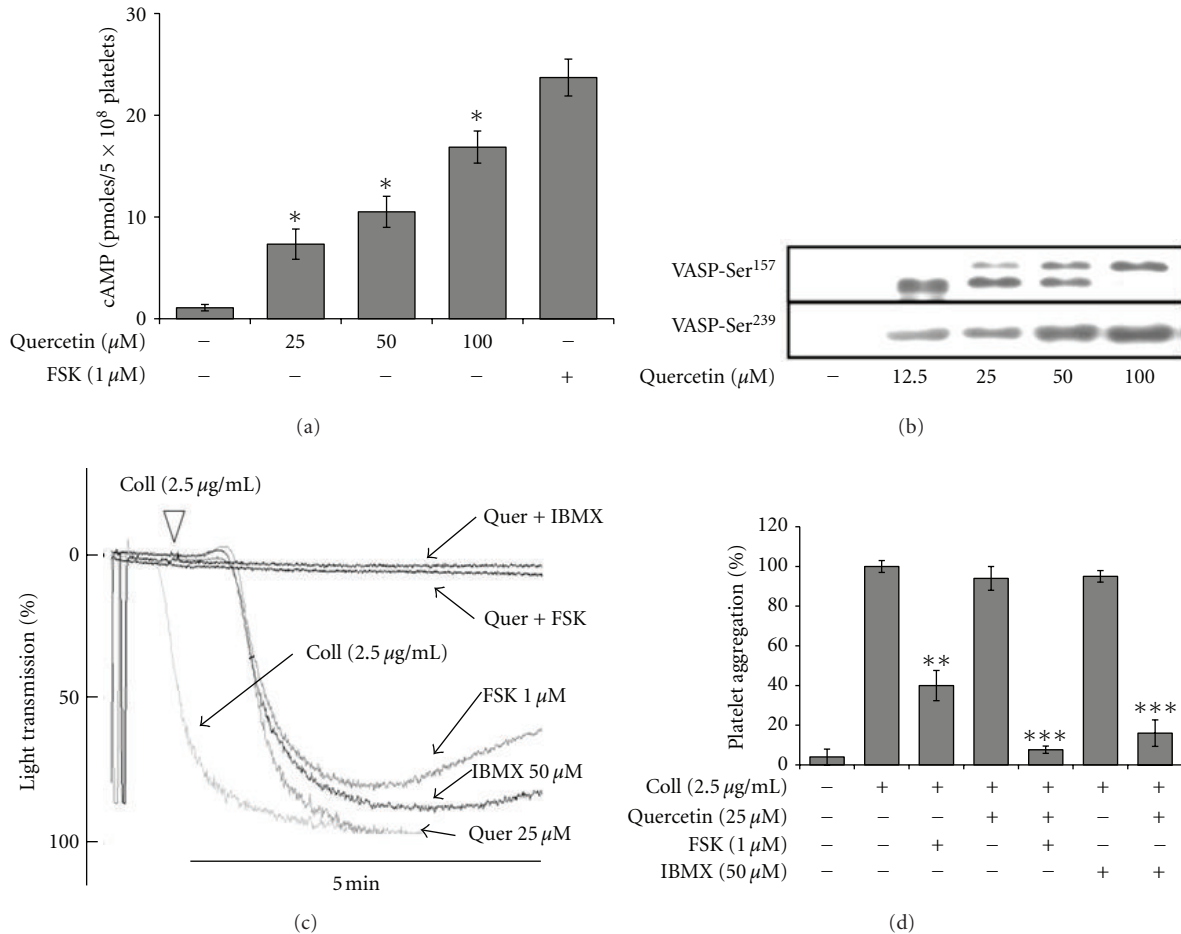 30
20
10
0
cAMP (pmoles/5 × 10⁸ platelets)
∗
∗
∗
Quercetin (μM) − 25 50 100 −
FSK (1 μM) − − − − +
(a)
VASP-Ser¹⁵⁷
VASP-Ser²³⁹
Quercetin (μM) − 12.5 25 50 100
(b)
Coll (2.5 μg/mL)
Quer + IBMX
0
Quer + FSK
Light transmission (%)
Coll (2.5 μg/mL)
50
FSK 1 μM
IBMX 50 μM
Quer 25 μM
100
5 min
(c)
120
100
80
60
40
20
0
Platelet aggregation (%)
∗∗
∗∗∗
∗∗∗
Coll (2.5 μg/mL) − + + + + + +
Quercetin (25 μM) − − − + + − +
FSK (1 μM) − − + − + − −
IBMX (50 μM) − − − − − + +
(d)